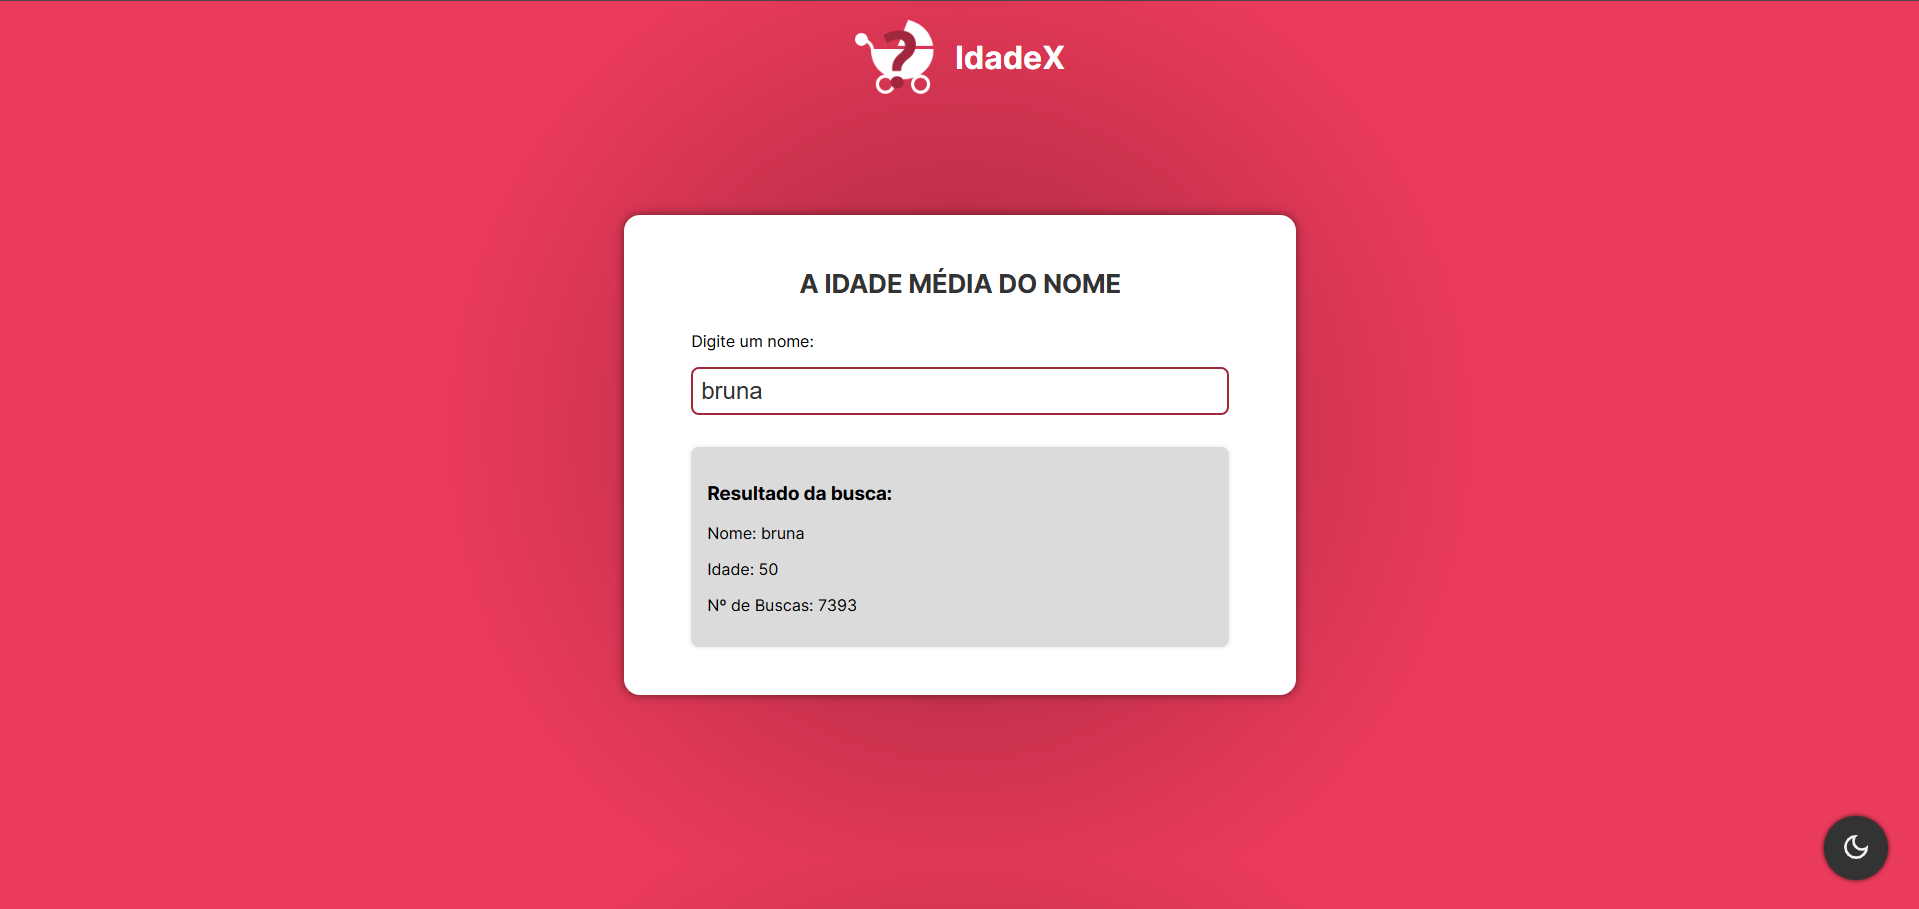 ?
IdadeX
A IDADE MÉDIA DO NOME
Digite um nome:
bruna
Resultado da busca:
Nome: bruna
Idade: 50
Nº de Buscas: 7393